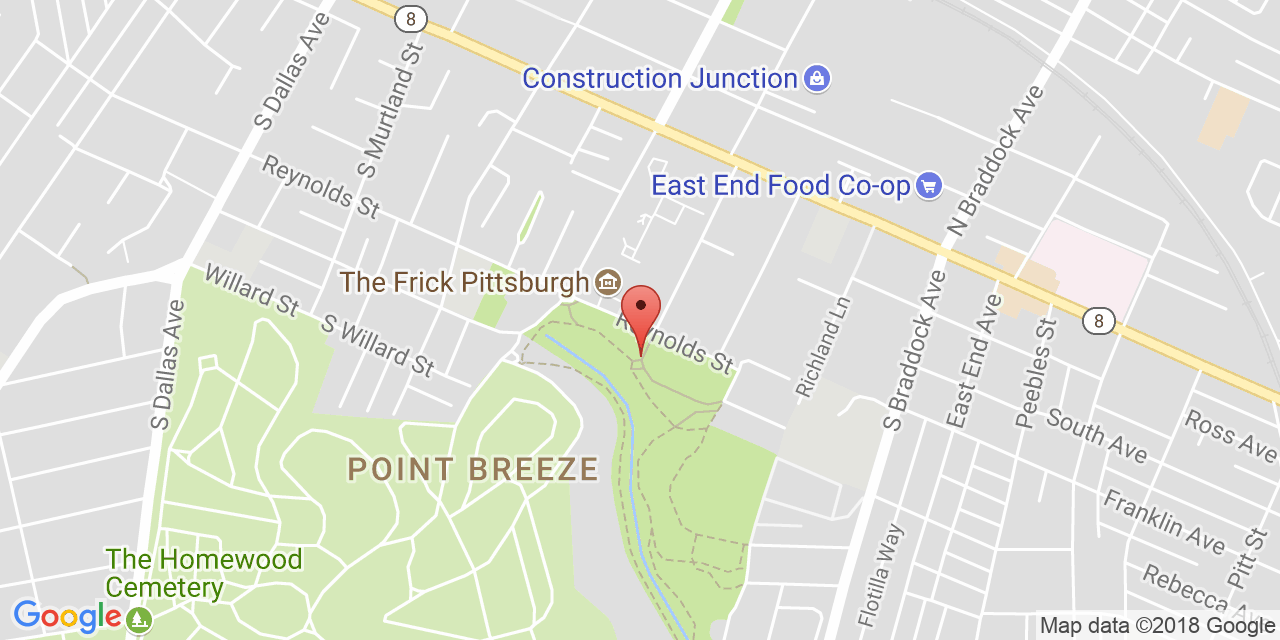 8
S Dallas Ave
S Murtland St
Construction Junction
N Braddock Ave
Reynolds St
East End Food Co-op
Willard St
The Frick Pittsburgh
S Willard St
Reynolds St
8
S Dallas Ave
Richland Ln
S Braddock Ave
East End Ave
Peebles St
South Ave
Ross Ave
POINT BREEZE
Franklin Ave
Pitt St
The Homewood
Cemetery
Flotilla Way
Rebecca Av
Google
Map data ©2018 Google